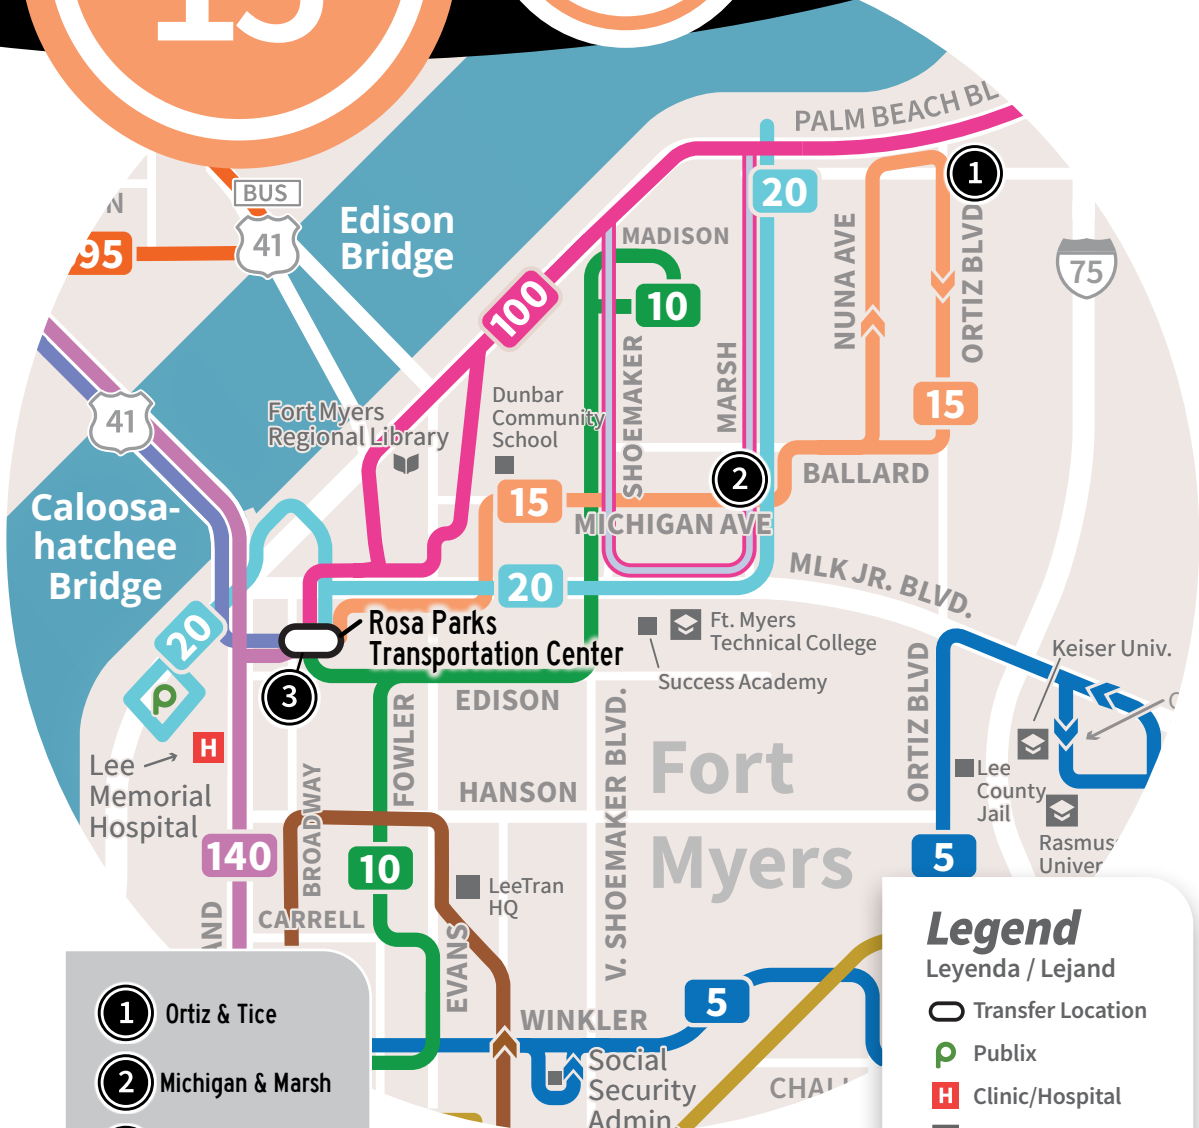 15
PALM BEACH BL
BUS
41
N
95
Edison
Bridge
20
1
MADISON
100
10
NUNA AVE
ORTIZ BLVD
75
SHOEMAKER
MARSH
15
41
Fort Myers
Regional Library
Dunbar
Community
School
2
BALLARD
15
MICHIGAN AVE
Caloosa-
hatchee
Bridge
20
MLK JR. BLVD.
20
Rosa Parks
Transportation Center
Ft. Myers
Technical College
Success Academy
Keiser Univ.
C
3
P
EDISON
H
Lee
Memorial
Hospital
FOWLER
V. SHOEMAKER BLVD.
ORTIZ BLVD
Fort
Myers
HANSON
Lee
County
Jail
Rasmus
Univer
BROADWAY
140
10
5
LeeTran
HQ
CARRELL
AND
EVANS
5
WINKLER
Social
Security
Admin
CHAL
1 Ortiz & Tice
2 Michigan & Marsh
Legend
Leyenda / Lejand
Transfer Location
P Publix
H Clinic/Hospital